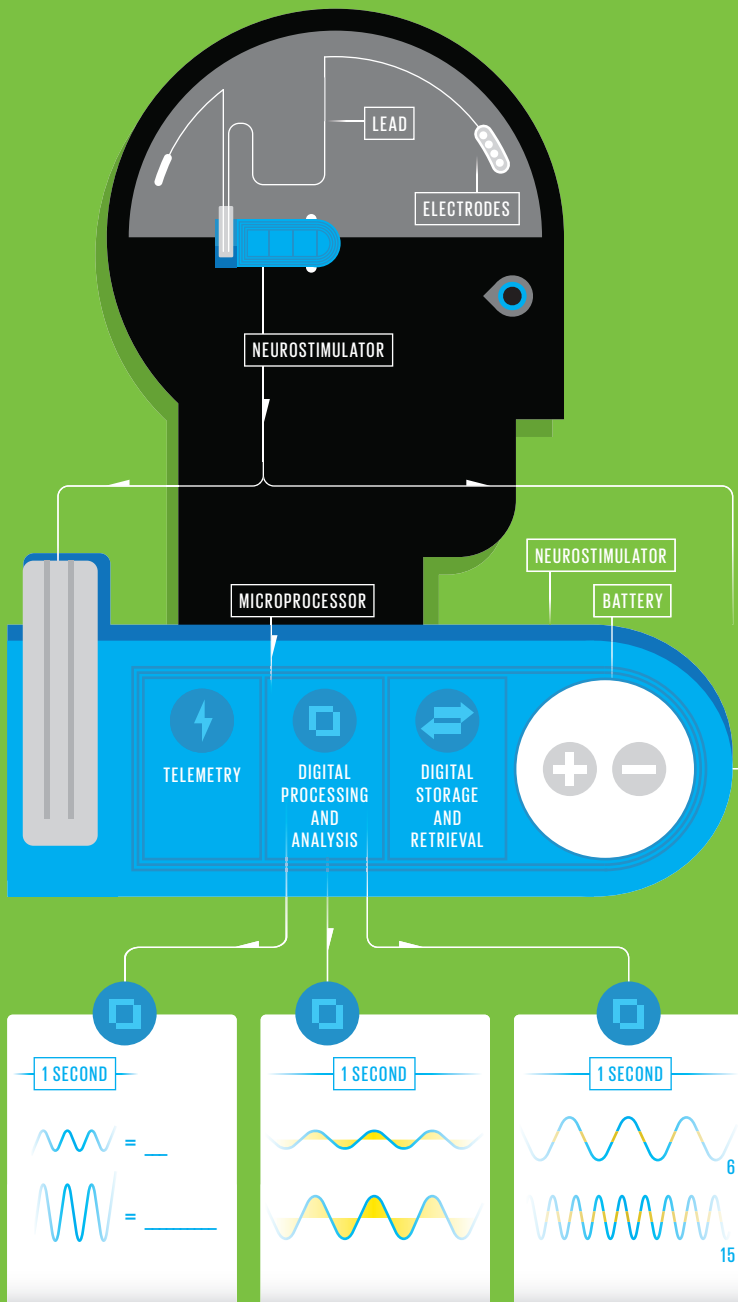 LEAD
ELECTRODES
NEUROSTIMULATOR
NEUROSTIMULATOR
MICROPROCESSOR
BATTERY
TELEMETRY
DIGITAL
PROCESSING
AND
ANALYSIS
DIGITAL
STORAGE
AND
RETRIEVAL
1 SECOND
1 SECOND
1 SECOND
=
=
6
15